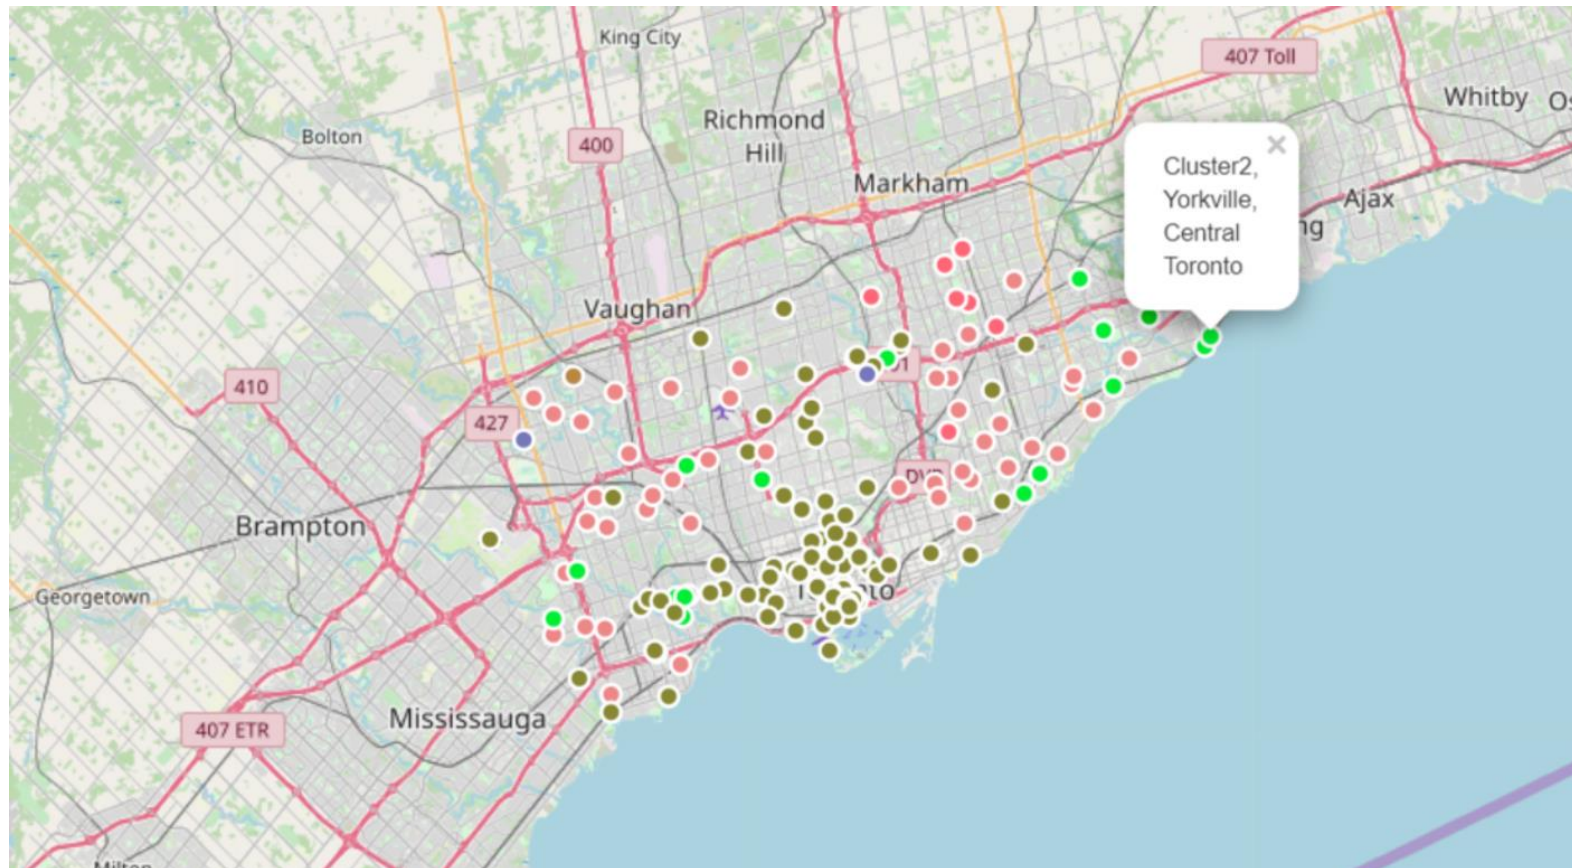 King City
407 Toll
Whitby
Richmond
Hill
Bolton
400
Cluster2,
Yorkville,
Central
Toronto
×
Markham
Ajax
Vaughan
410
427
Brampton
Georgetown
Mississauga
407 ETR